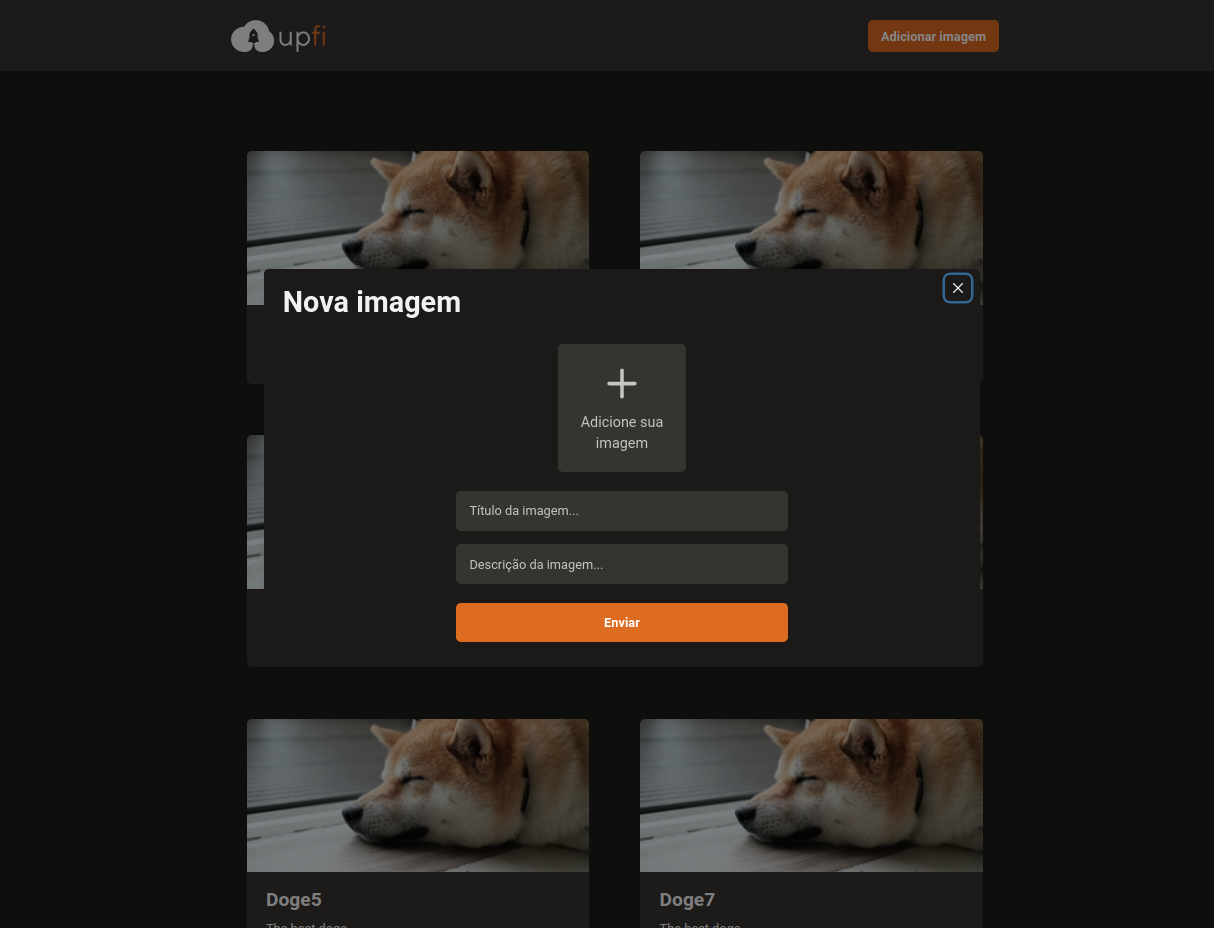 upfi
Adicionar imagem
Nova imagem
Adicione sua
imagem
Título da imagem...
Descrição da imagem...
Enviar
Doge5
Doge7
The best doge
The best doge